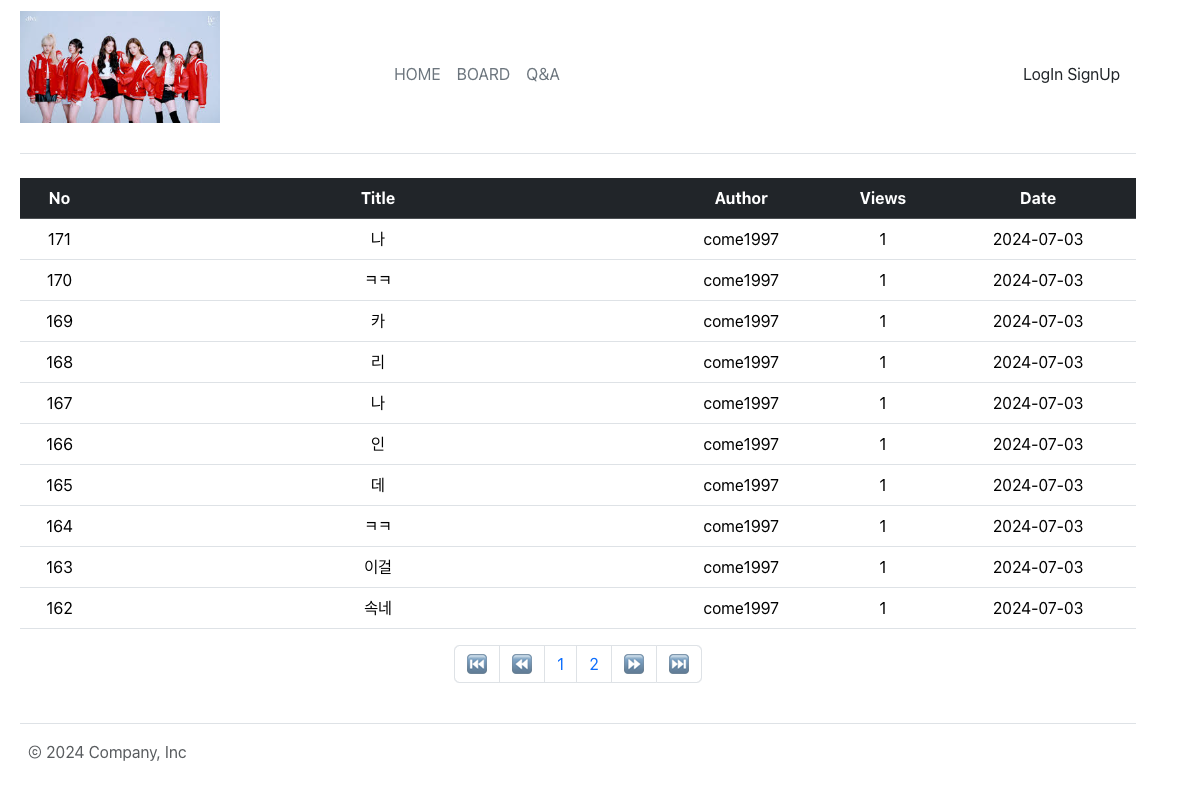 HOME BOARD Q&A
LogIn SignUp
No Title Author Views Date
171 나 come1997 1 2024-07-03
170 ㅋㅋ come1997 1 2024-07-03
169 카 come1997 1 2024-07-03
168 리 come1997 1 2024-07-03
167 나 come1997 1 2024-07-03
166 인 come1997 1 2024-07-03
165 데 come1997 1 2024-07-03
164 ㅋㅋ come1997 1 2024-07-03
163 이걸 come1997 1 2024-07-03
162 속네 come1997 1 2024-07-03
⏮️ ⏪ 1 2 ⏩ ⏭️
© 2024 Company, Inc